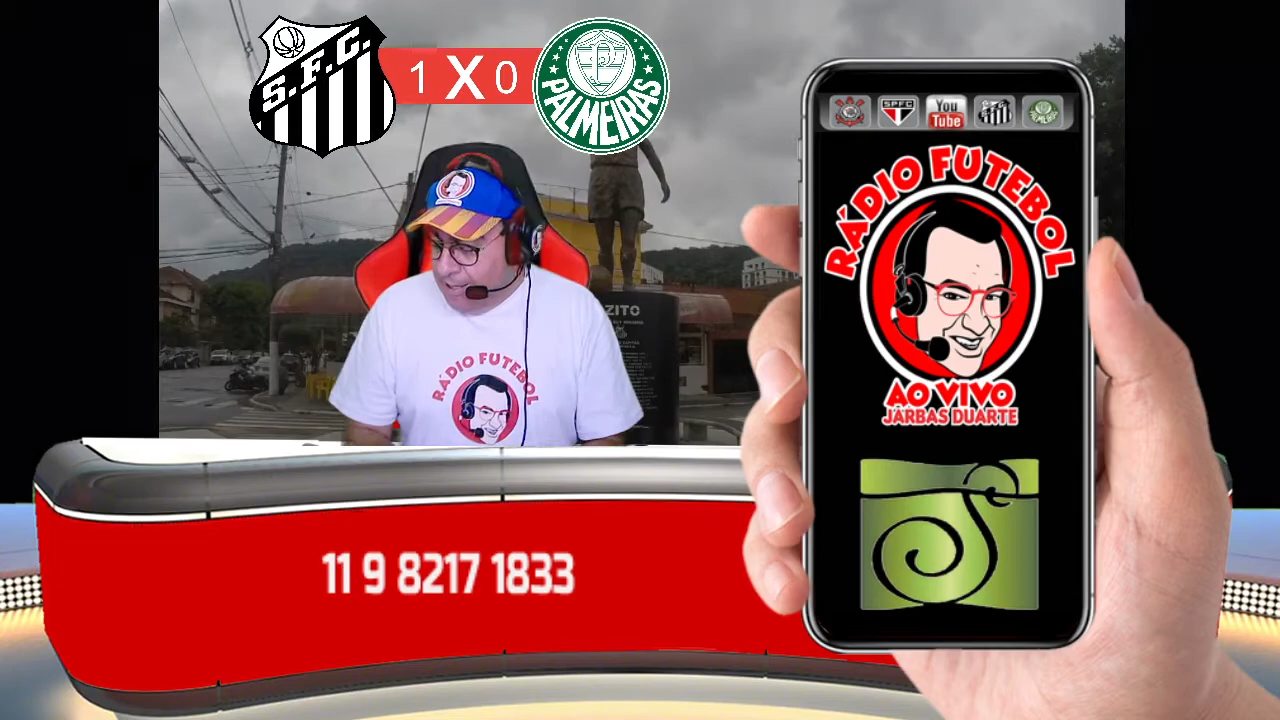 S.F.C.
1 X 0
PALMEIRAS
SPFC
You
Tube
RÁDIO FUTEBOL
AO VIVO
JARBAS DUARTE
ZITO
RÁDIO FUTEBOL
11 9 8217 1833